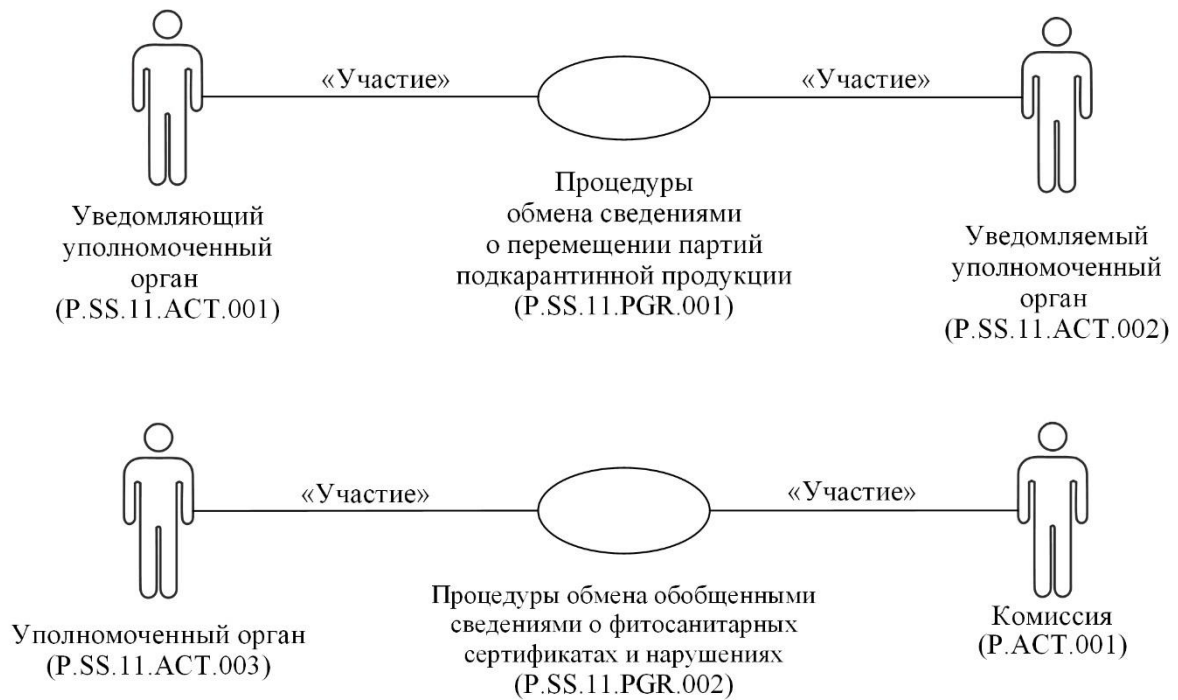 «Участие»
«Участие»
Уведомляющий
уполномоченный
орган
(P.SS.11.ACT.001)
Процедуры
обмена сведениями
о перемещении партий
подкарантинной продукции
(P.SS.11.PGR.001)
Уведомляемый
уполномоченный
орган
(P.SS.11.ACT.002)
«Участие»
«Участие»
Уполномоченный орган
(P.SS.11.ACT.003)
Процедуры обмена обобщенными
сведениями о фитосанитарных
сертификатах и нарушениях
(P.SS.11.PGR.002)
Комиссия
(P.ACT.001)